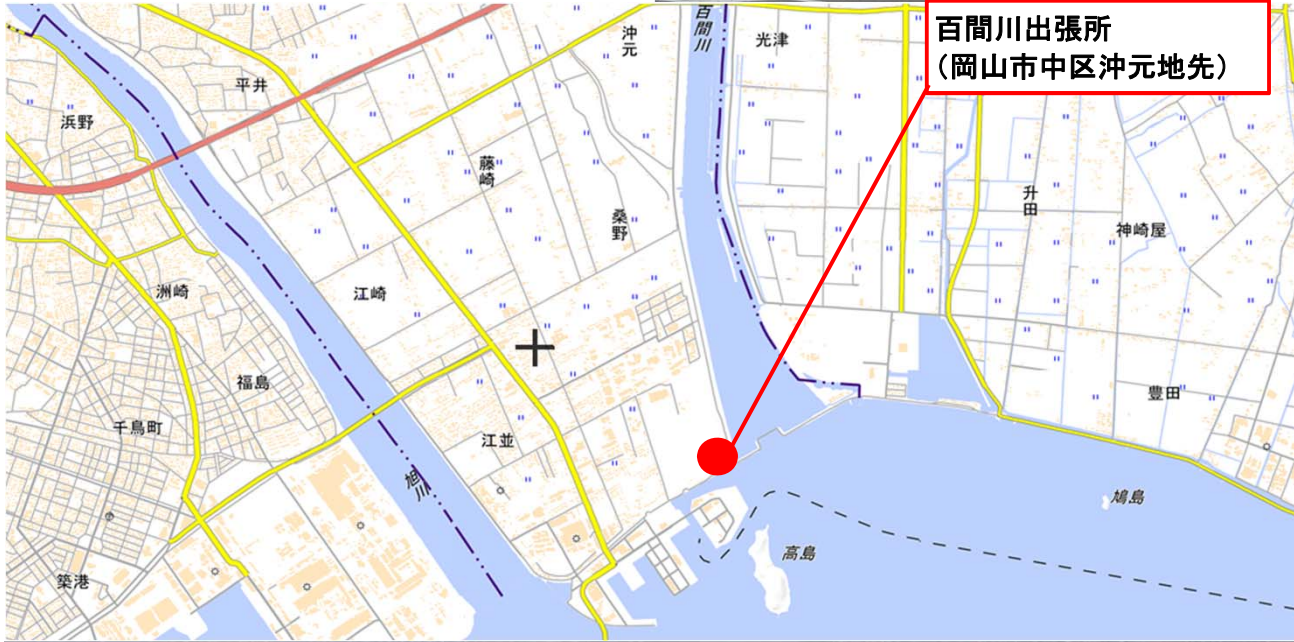 百間川出張所
（岡山市中区沖元地先）
百間川
沖元
光津
平井
浜野
藤崎
升田
桑野
神崎屋
江崎
洲崎
福島
豊田
千鳥町
江並
旭川
鳩島
高島
築港